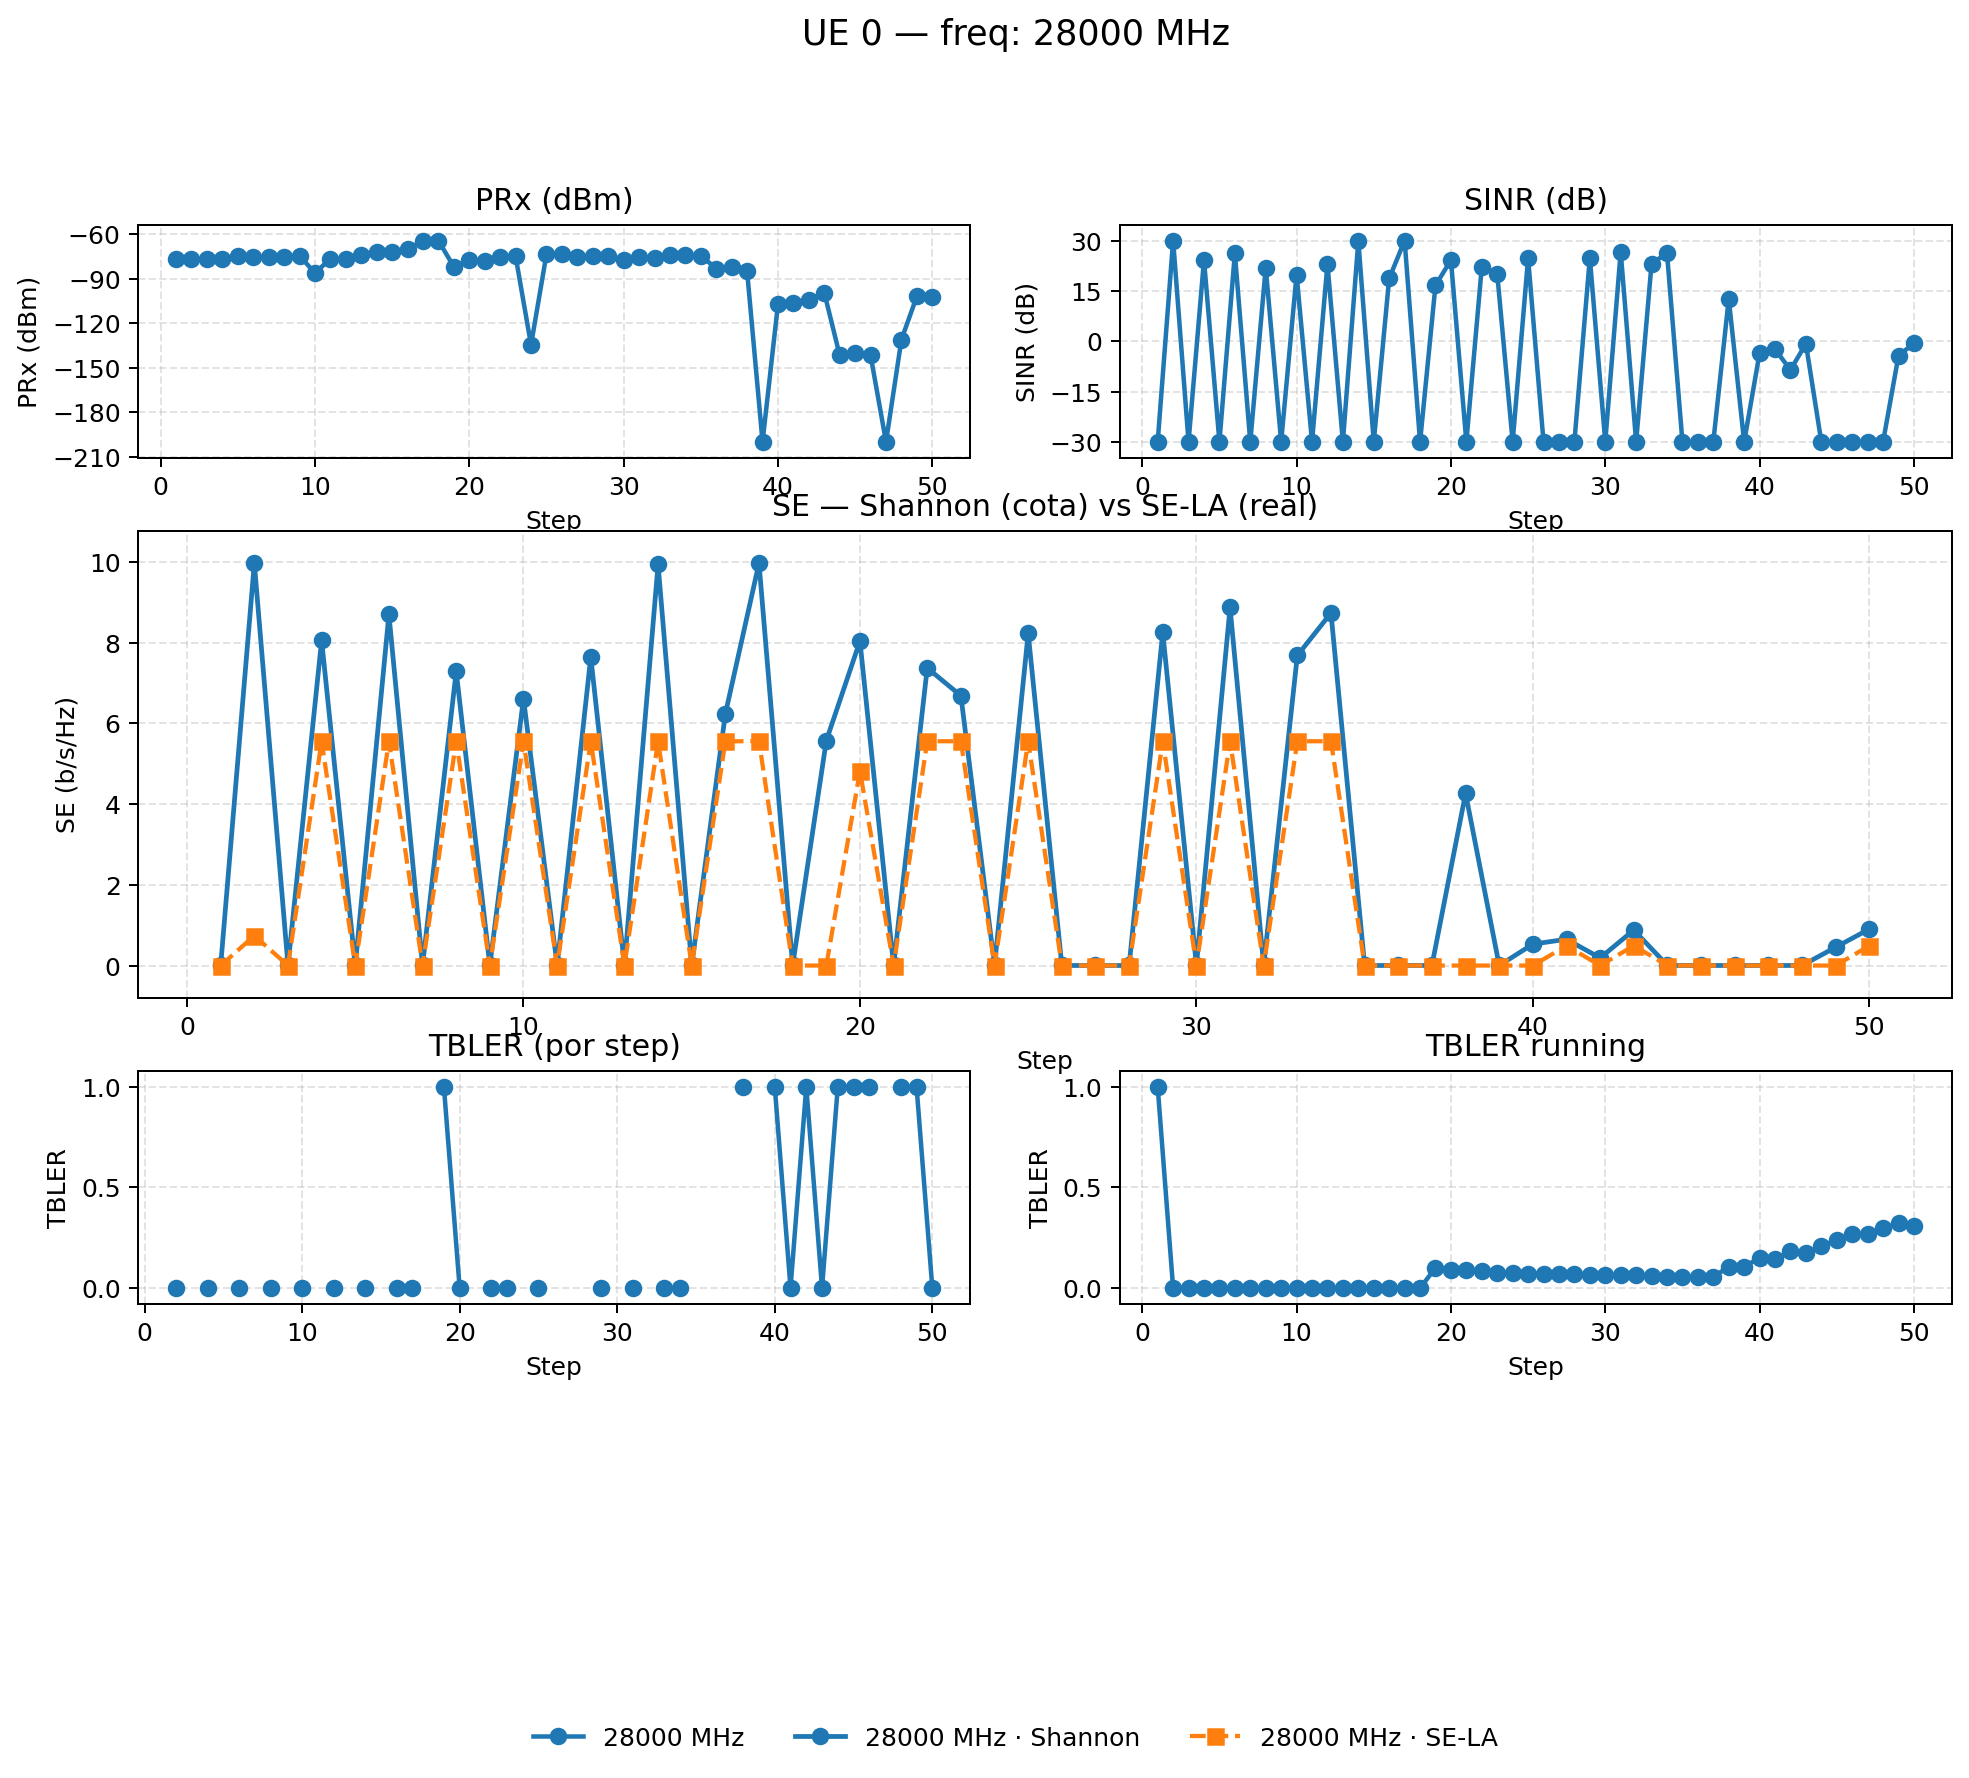 UE 0 — freq: 28000 MHz
PRx (dBm)
PRx (dBm)
−60
−90
−120
−150
−180
−210
0 10 20 30 40 50
Step
SINR (dB)
SINR (dB)
30
15
0
−15
−30
0 10 20 30 40 50
Step
SE — Shannon (cota) vs SE-LA (real)
SE (b/s/Hz)
10
8
6
4
2
0
0 10 20 30 40 50
Step
TBLER (por step)
TBLER
1.0
0.5
0.0
0 10 20 30 40 50
Step
TBLER running
TBLER
1.0
0.5
0.0
0 10 20 30 40 50
Step
28000 MHz 28000 MHz · Shannon 28000 MHz · SE-LA